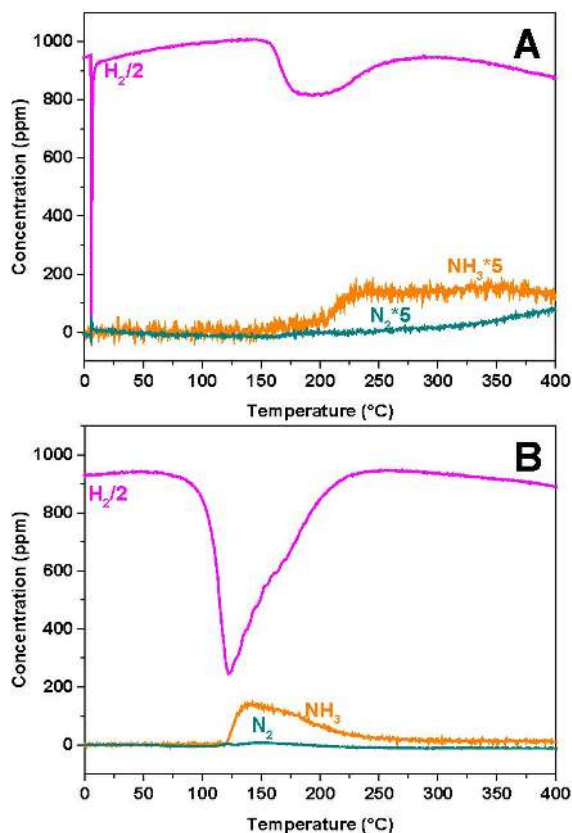 A
1000
800
600
400
200
0
Concentration (ppm)
H₂/2
NH₃*5
N₂*5
0 50 100 150 200 250 300 350 400
Temperature (°C)
B
1000
800
600
400
200
0
Concentration (ppm)
H₂/2
NH₃
N₂
0 50 100 150 200 250 300 350 400
Temperature (°C)